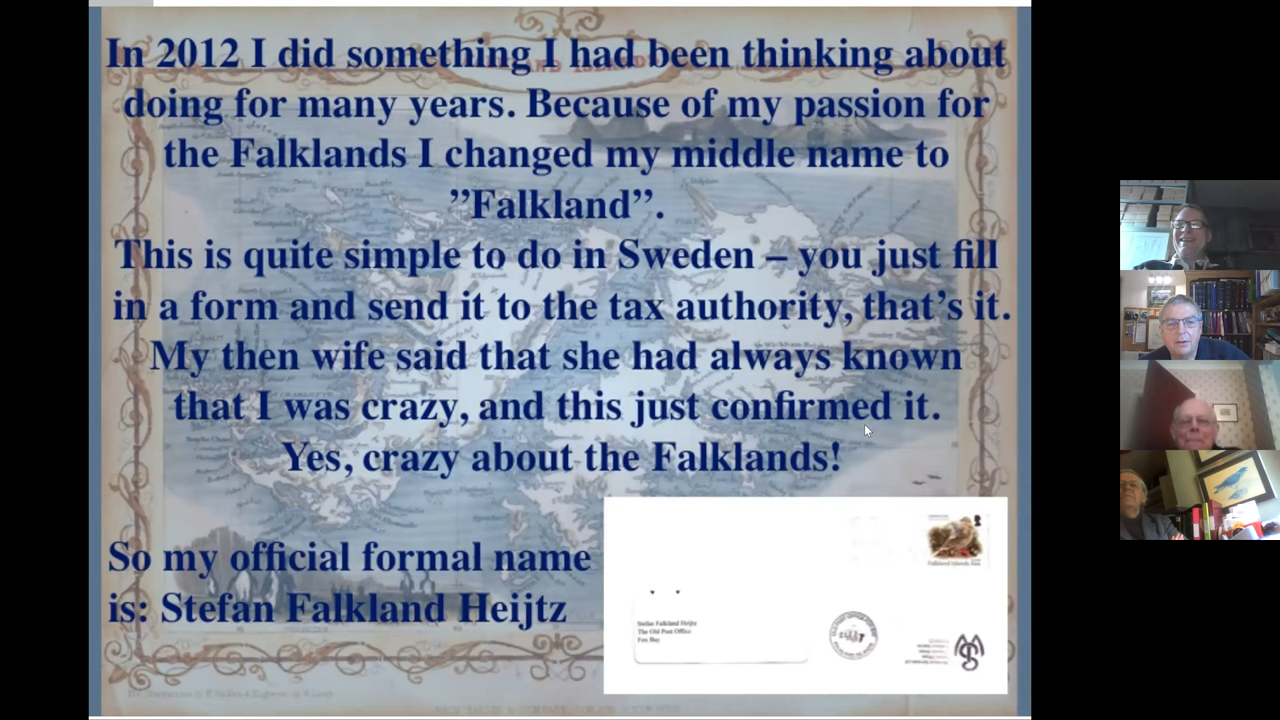 In 2012 I did something I had been thinking about
doing for many years. Because of my passion for
the Falklands I changed my middle name to
”Falkland”.
This is quite simple to do in Sweden – you just fill
in a form and send it to the tax authority, that’s it.
My then wife said that she had always known
that I was crazy, and this just confirmed it.
Yes, crazy about the Falklands!
So my official formal name
is: Stefan Falkland Heijtz
Stefan Falkland Heijtz
The Old Post Office
Fox Bay